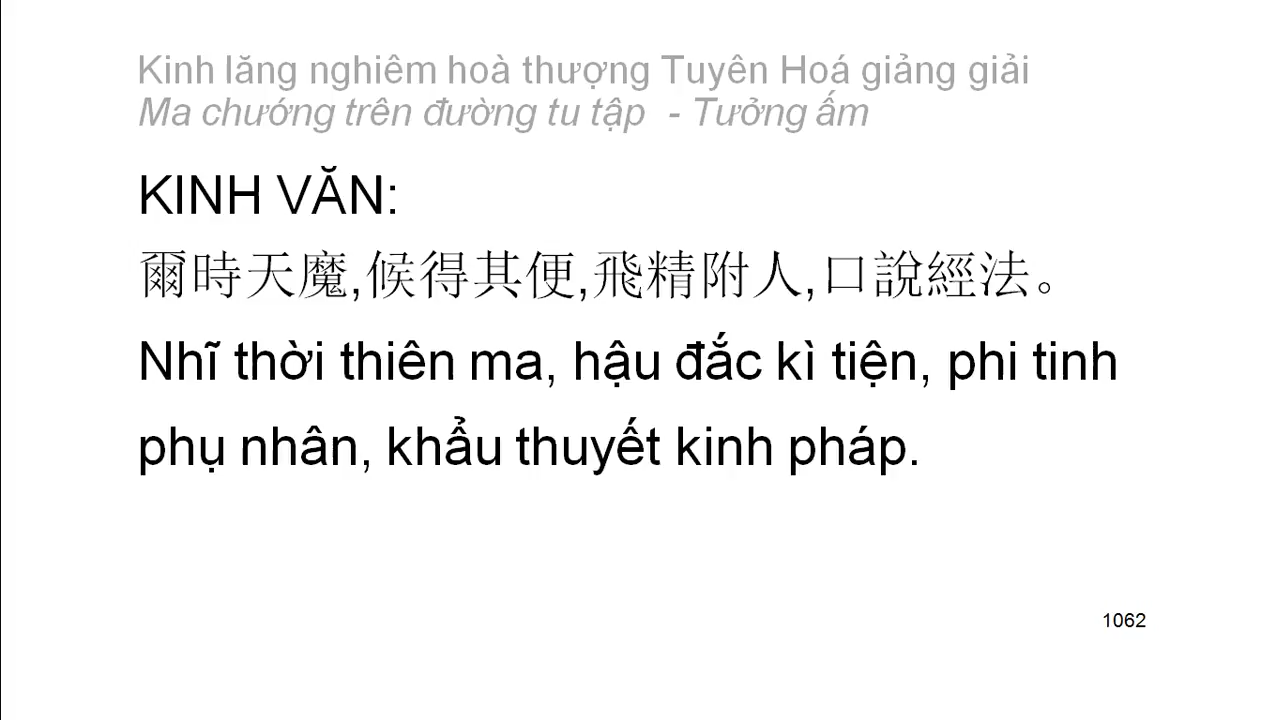 Kinh lăng nghiêm hoà thượng Tuyên Hoá giảng giải
Ma chướng trên đường tu tập - Tưởng ấm
KINH VĂN:
爾時天魔,候得其便,飛精附人,口說經法。
Nhĩ thời thiên ma, hậu đắc kì tiện, phi tinh
phụ nhân, khẩu thuyết kinh pháp.
1062